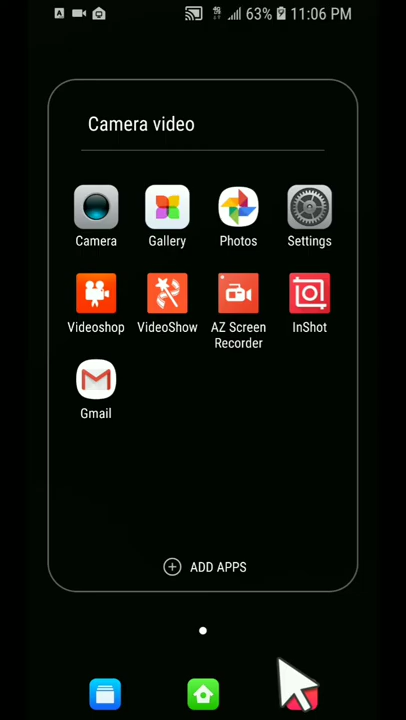 63% 11:06 PM
Camera video
Camera Gallery Photos Settings
Videoshop VideoShow AZ Screen Recorder InShot
Gmail
ADD APPS